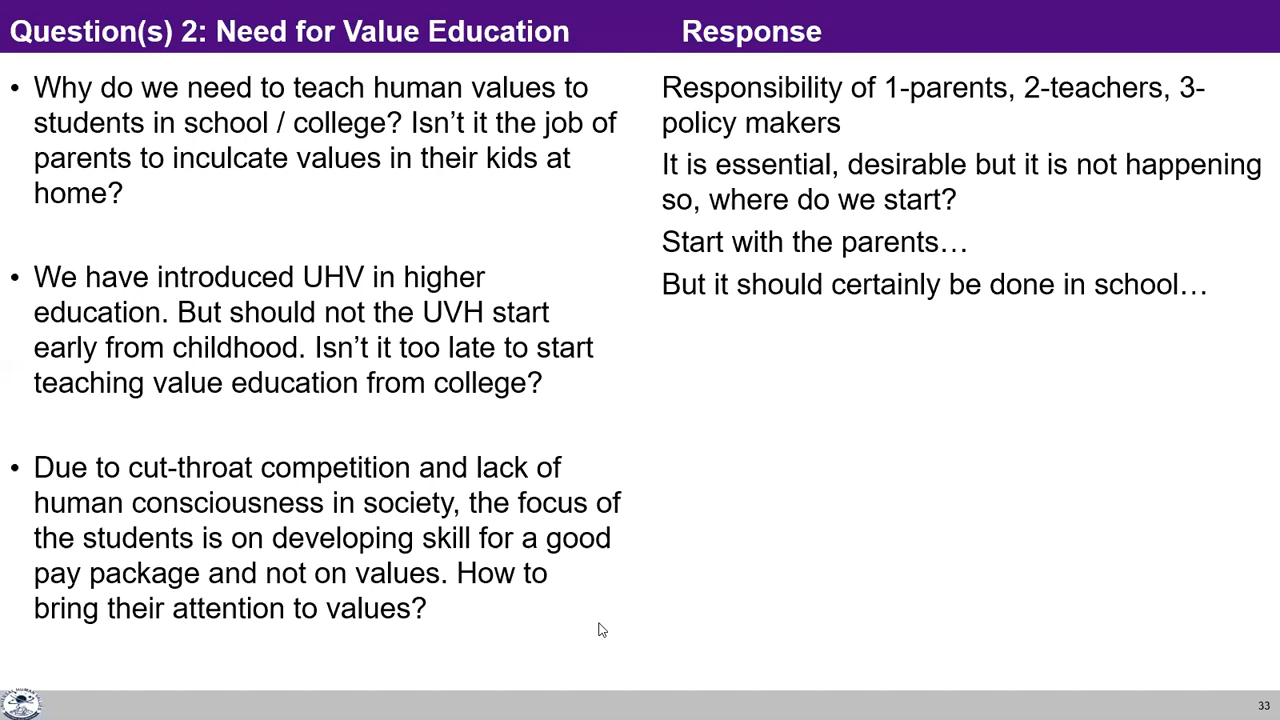 Question(s) 2: Need for Value Education
Response
• Why do we need to teach human values to
students in school / college? Isn’t it the job of
parents to inculcate values in their kids at
home?
• We have introduced UHV in higher
education. But should not the UVH start
early from childhood. Isn’t it too late to start
teaching value education from college?
• Due to cut-throat competition and lack of
human consciousness in society, the focus of
the students is on developing skill for a good
pay package and not on values. How to
bring their attention to values?
Responsibility of 1-parents, 2-teachers, 3-
policy makers
It is essential, desirable but it is not happening
so, where do we start?
Start with the parents…
But it should certainly be done in school…
33